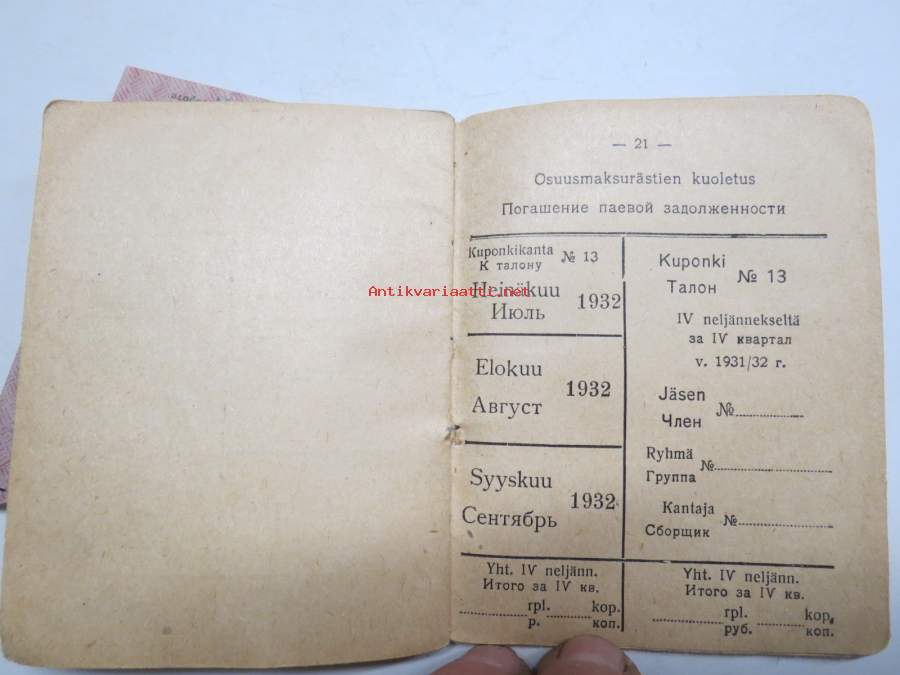 — 21 —
Osuusmaksurästien kuoletus
Погашение паевой задолженности
Kuponkikanta № 13
К талону
Heinäkuu 1932
Июль
Elokuu 1932
Август
Syyskuu 1932
Сентябрь
Yht. IV neljänn.
Итого за IV кв.
rpl. kop.
р. коп.
Kuponki № 13
Талон
IV neljännekseltä
за IV квартал
v. 1931/32 г.
Jäsen №
Член
Ryhmä №
Группа
Kantaja №
Сборщик
Yht. IV neljänn.
Итого за IV кв.
rpl. kop.
руб. коп.
Antikvariaatti.net